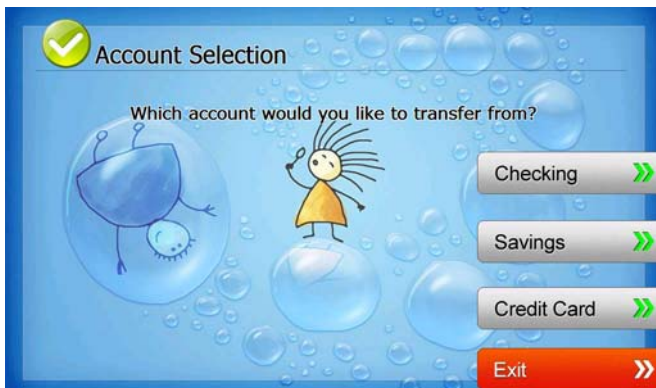 Account Selection
Which account would you like to transfer from?
Checking
Savings
Credit Card
Exit